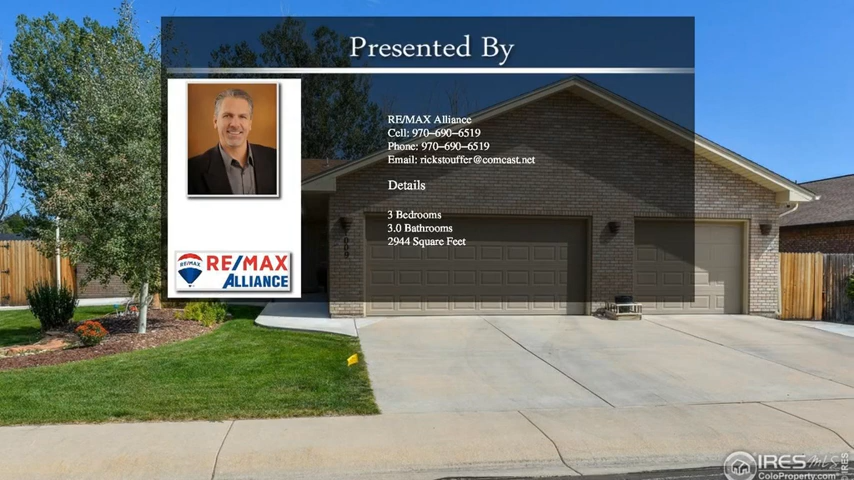 Presented By
RE/MAX Alliance
Cell: 970-690-6519
Phone: 970-690-6519
Email: rickstouffer@comcast.net
Details
3 Bedrooms
3.0 Bathrooms
2944 Square Feet
RE/MAX
RE/MAX
ALLIANCE
IRES MLS
ColoProperty.com
© IRES